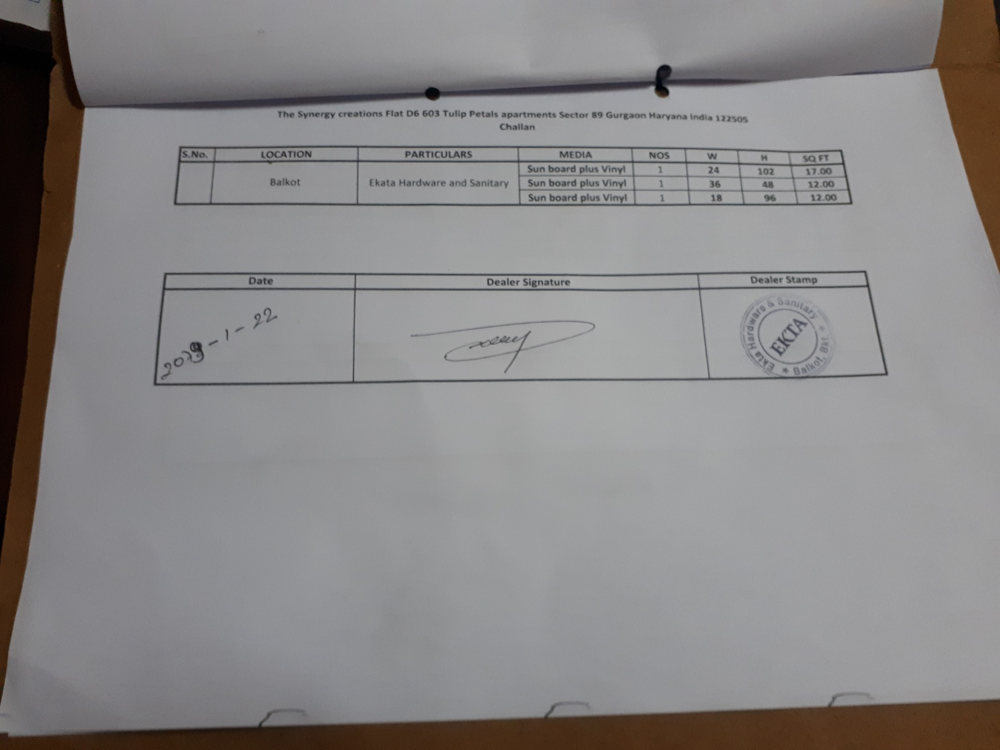 The Synergy creations Flat D6 603 Tulip Petals apartments Sector 89 Gurgaon Haryana India 122505
Challan
S.No. LOCATION PARTICULARS MEDIA NOS W H SQ FT
Sun board plus Vinyl 1 24 102 17.00
Balkot Ekata Hardware and Sanitary Sun board plus Vinyl 1 36 48 12.00
Sun board plus Vinyl 1 18 96 12.00
Date Dealer Signature Dealer Stamp
2079-1-22
Ekta Hardware & Sanitary
EKTA
* Balkot, Bkt. *